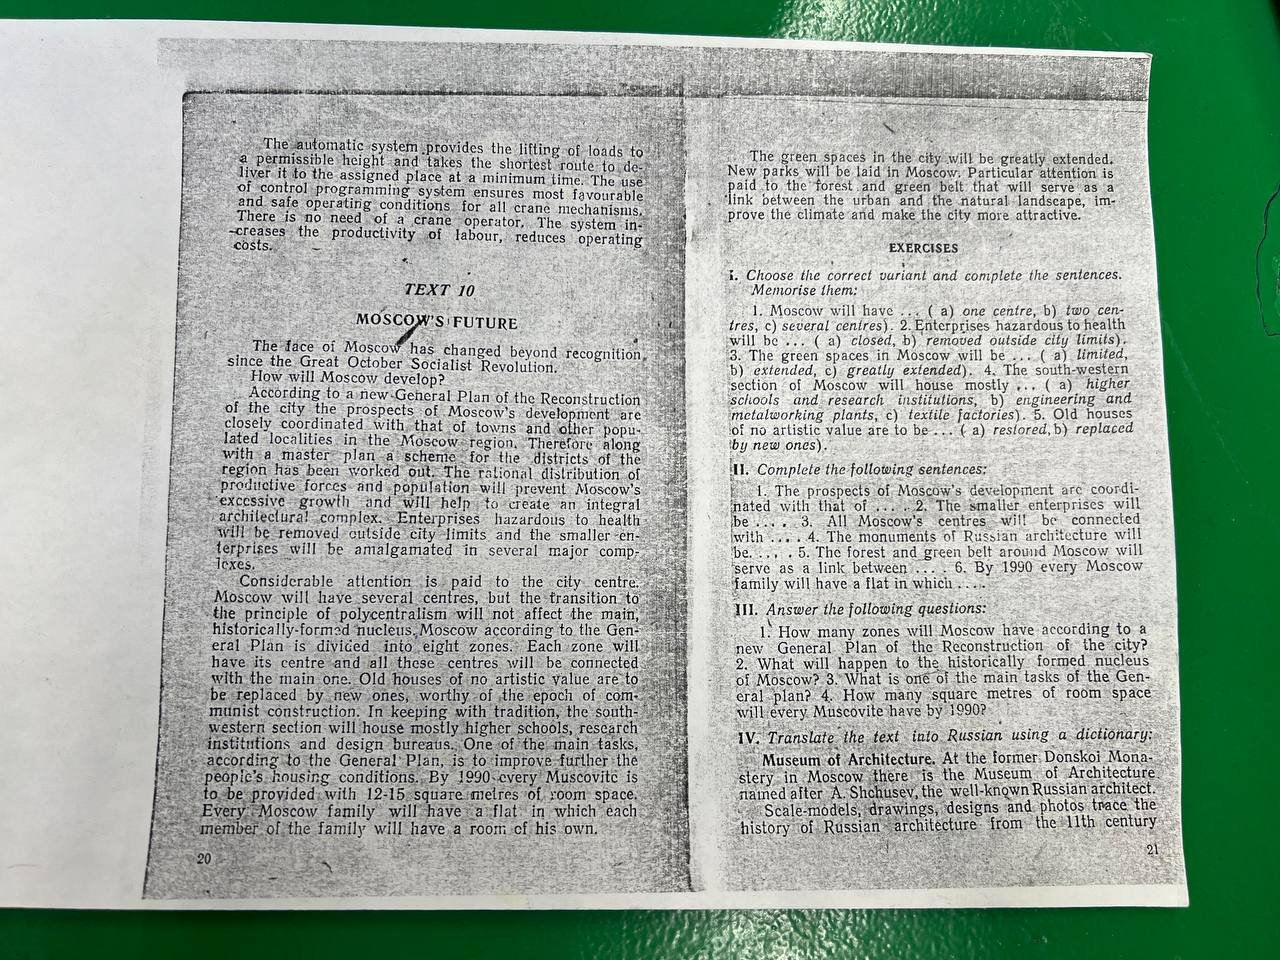 The automatic system provides the lifting of loads to
a permissible height and takes the shortest route to de-
liver it to the assigned place at a minimum time. The use
of control programming system ensures most favourable
and safe operating conditions for all crane mechanisms.
There is no need of a crane operator. The system in-
creases the productivity of labour, reduces operating
costs.
TEXT 10
MOSCOW'S FUTURE
The face of Moscow has changed beyond recognition
since the Great October Socialist Revolution.
How will Moscow develop?
According to a new General Plan of the Reconstruction
of the city the prospects of Moscow's development are
closely coordinated with that of towns and other popu-
lated localities in the Moscow region. Therefore along
with a master plan a scheme for the districts of the
region has been worked out. The rational distribution of
productive forces and population will prevent Moscow's
excessive growth and will help to create an integral
architectural complex. Enterprises hazardous to health
will be removed outside city limits and the smaller en-
terprises will be amalgamated in several major comp-
lexes.
Considerable attention is paid to the city centre.
Moscow will have several centres, but the transition to
the principle of polycentralism will not affect the main,
historically-formed nucleus. Moscow according to the Gen-
eral Plan is divided into eight zones. Each zone will
have its centre and all these centres will be connected
with the main one. Old houses of no artistic value are to
be replaced by new ones, worthy of the epoch of com-
munist construction. In keeping with tradition, the south-
western section will house mostly higher schools, research
institutions and design bureaus. One of the main tasks,
according to the General Plan, is to improve further the
people's housing conditions. By 1990 every Muscovite is
to be provided with 12-15 square metres of room space.
Every Moscow family will have a flat in which each
member of the family will have a room of his own.
20
The green spaces in the city will be greatly extended.
New parks will be laid in Moscow. Particular attention is
paid to the forest and green belt that will serve as a
link between the urban and the natural landscape, im-
prove the climate and make the city more attractive.
EXERCISES
I. Choose the correct variant and complete the sentences.
Memorise them:
1. Moscow will have ... ( a) one centre, b) two cen-
tres, c) several centres). 2. Enterprises hazardous to health
will be ... ( a) closed, b) removed outside city limits).
3. The green spaces in Moscow will be ... ( a) limited,
b) extended, c) greatly extended). 4. The south-western
section of Moscow will house mostly ... ( a) higher
schools and research institutions, b) engineering and
metalworking plants, c) textile factories). 5. Old houses
of no artistic value are to be ... ( a) restored, b) replaced
by new ones).
II. Complete the following sentences:
1. The prospects of Moscow's development are coordi-
nated with that of .... 2. The smaller enterprises will
be .... 3. All Moscow's centres will be connected
with .... 4. The monuments of Russian architecture will
be..... 5. The forest and green belt around Moscow will
serve as a link between .... 6. By 1990 every Moscow
family will have a flat in which ....
III. Answer the following questions:
1. How many zones will Moscow have according to a
new General Plan of the Reconstruction of the city?
2. What will happen to the historically formed nucleus
of Moscow? 3. What is one of the main tasks of the Gen-
eral plan? 4. How many square metres of room space
will every Muscovite have by 1990?
IV. Translate the text into Russian using a dictionary:
Museum of Architecture. At the former Donskoi Mona-
stery in Moscow there is the Museum of Architecture
named after A. Shchusev, the well-known Russian architect.
Scale-models, drawings, designs and photos trace the
history of Russian architecture from the 11th century
21